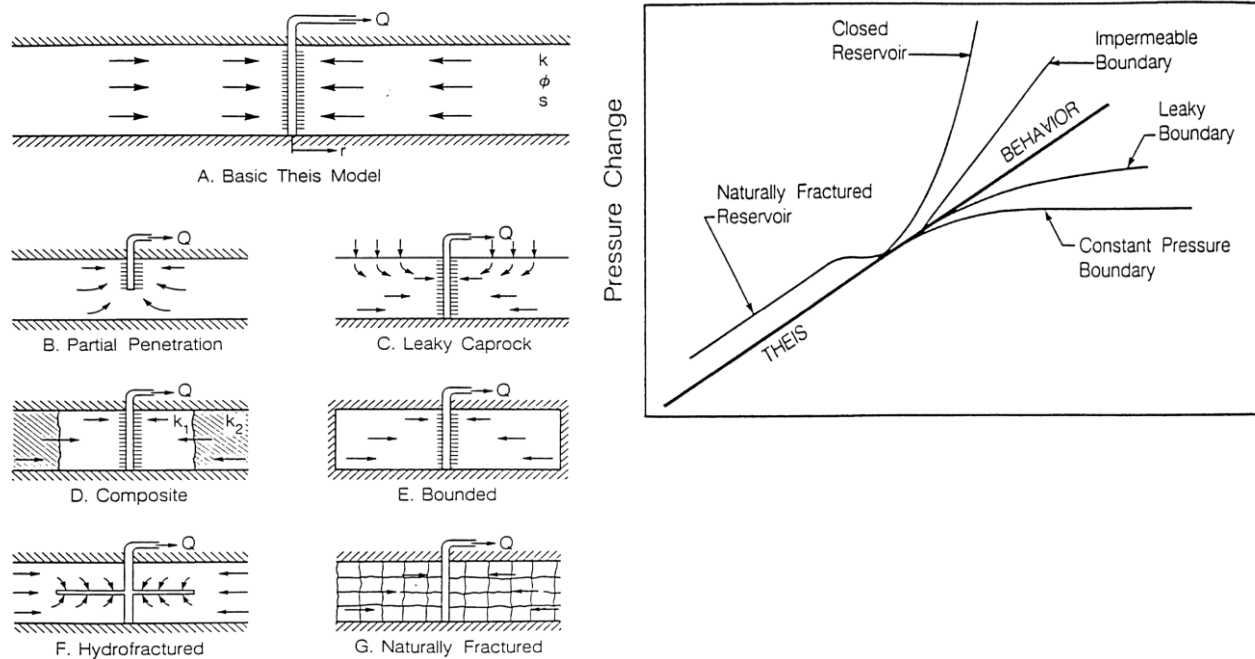 Q
k
ϕ
s
r
A. Basic Theis Model
Q
B. Partial Penetration
Q
C. Leaky Caprock
Q
k1
k2
D. Composite
Q
E. Bounded
Q
F. Hydrofractured
Q
G. Naturally Fractured
Pressure Change
Closed
Reservoir
Impermeable
Boundary
Leaky
Boundary
BEHAVIOR
Naturally Fractured
Reservoir
Constant Pressure
Boundary
THEIS